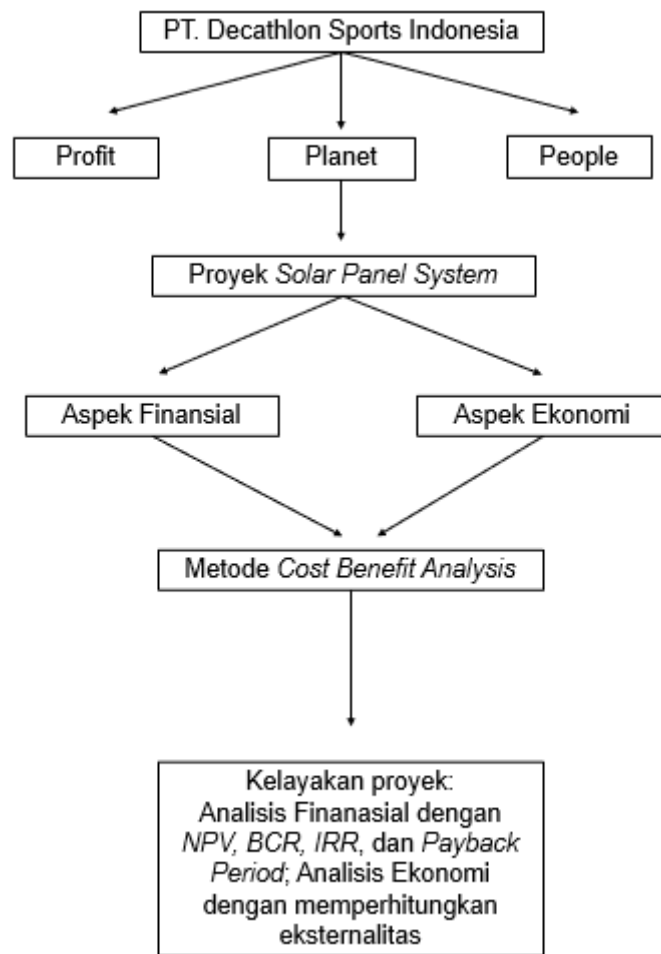 PT. Decathlon Sports Indonesia
Profit
Planet
People
Proyek Solar Panel System
Aspek Finansial
Aspek Ekonomi
Metode Cost Benefit Analysis
Kelayakan proyek:
Analisis Finanasial dengan
NPV, BCR, IRR, dan Payback
Period; Analisis Ekonomi
dengan memperhitungkan
eksternalitas